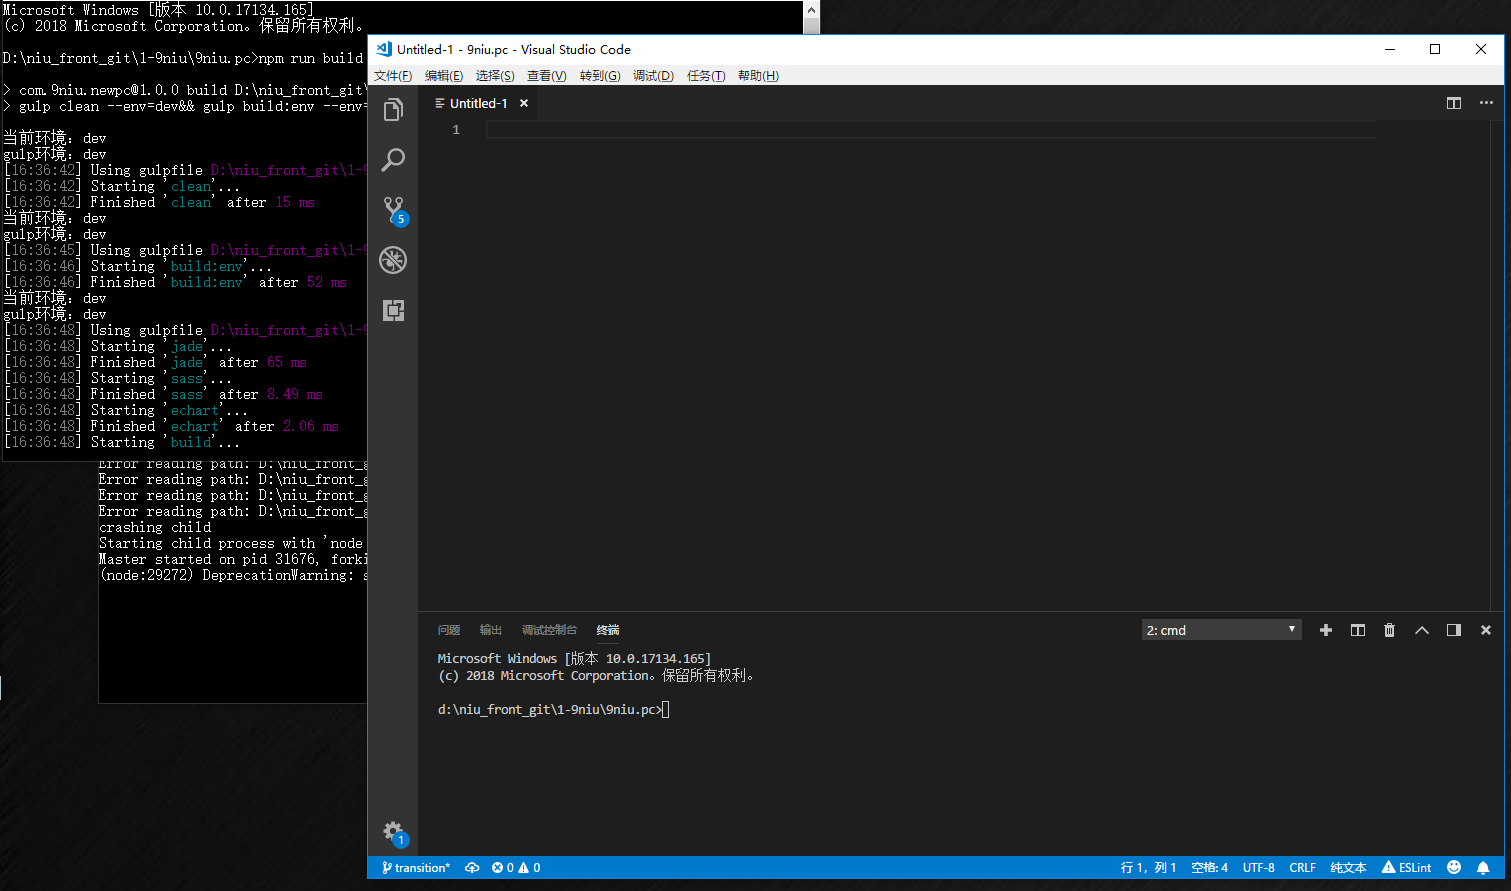 Microsoft Windows [版本 10.0.17134.165]
(c) 2018 Microsoft Corporation。保留所有权利。
D:\niu_front_git\1-9niu\9niu.pc>npm run build
> com.9niu.newpc@1.0.0 build D:\niu_front_git\
> gulp clean --env=dev&& gulp build:env --env=
当前环境：dev
gulp环境：dev
[16:36:42] Using gulpfile D:\niu_front_git\1-9
[16:36:42] Starting 'clean'...
[16:36:42] Finished 'clean' after 15 ms
当前环境：dev
gulp环境：dev
[16:36:45] Using gulpfile D:\niu_front_git\1-9
[16:36:46] Starting 'build:env'...
[16:36:46] Finished 'build:env' after 52 ms
当前环境：dev
gulp环境：dev
[16:36:48] Using gulpfile D:\niu_front_git\1-9
[16:36:48] Starting 'jade'...
[16:36:48] Finished 'jade' after 65 ms
[16:36:48] Starting 'sass'...
[16:36:48] Finished 'sass' after 3.49 ms
[16:36:48] Starting 'echart'...
[16:36:48] Finished 'echart' after 2.06 ms
[16:36:48] Starting 'build'...
Error reading path: D:\niu_front_g
Error reading path: D:\niu_front_g
Error reading path: D:\niu_front_g
Error reading path: D:\niu_front_g
crashing child
Starting child process with 'node
Master started on pid 31676, forki
(node:29272) DeprecationWarning: s
Untitled-1 - 9niu.pc - Visual Studio Code
文件(F) 编辑(E) 选择(S) 查看(V) 转到(G) 调试(D) 任务(T) 帮助(H)
Untitled-1
1
5
问题 输出 调试控制台 终端
2: cmd
Microsoft Windows [版本 10.0.17134.165]
(c) 2018 Microsoft Corporation。保留所有权利。
d:\niu_front_git\1-9niu\9niu.pc>
1
transition* 0 0 行 1，列 1 空格: 4 UTF-8 CRLF 纯文本 ESLint